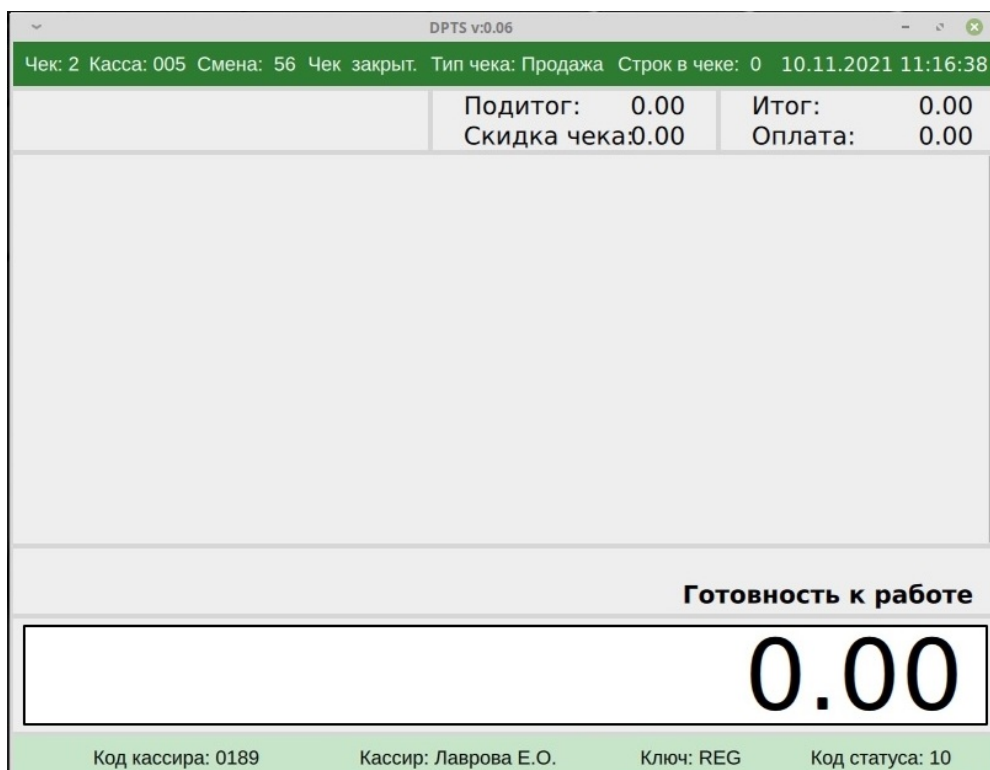 DPTS v:0.06
Чек: 2 Касса: 005 Смена: 56 Чек закрыт. Тип чека: Продажа Строк в чеке: 0 10.11.2021 11:16:38
Подитог: 0.00 Итог: 0.00
Скидка чека:0.00 Оплата: 0.00
Готовность к работе
0.00
Код кассира: 0189 Кассир: Лаврова Е.О. Ключ: REG Код статуса: 10